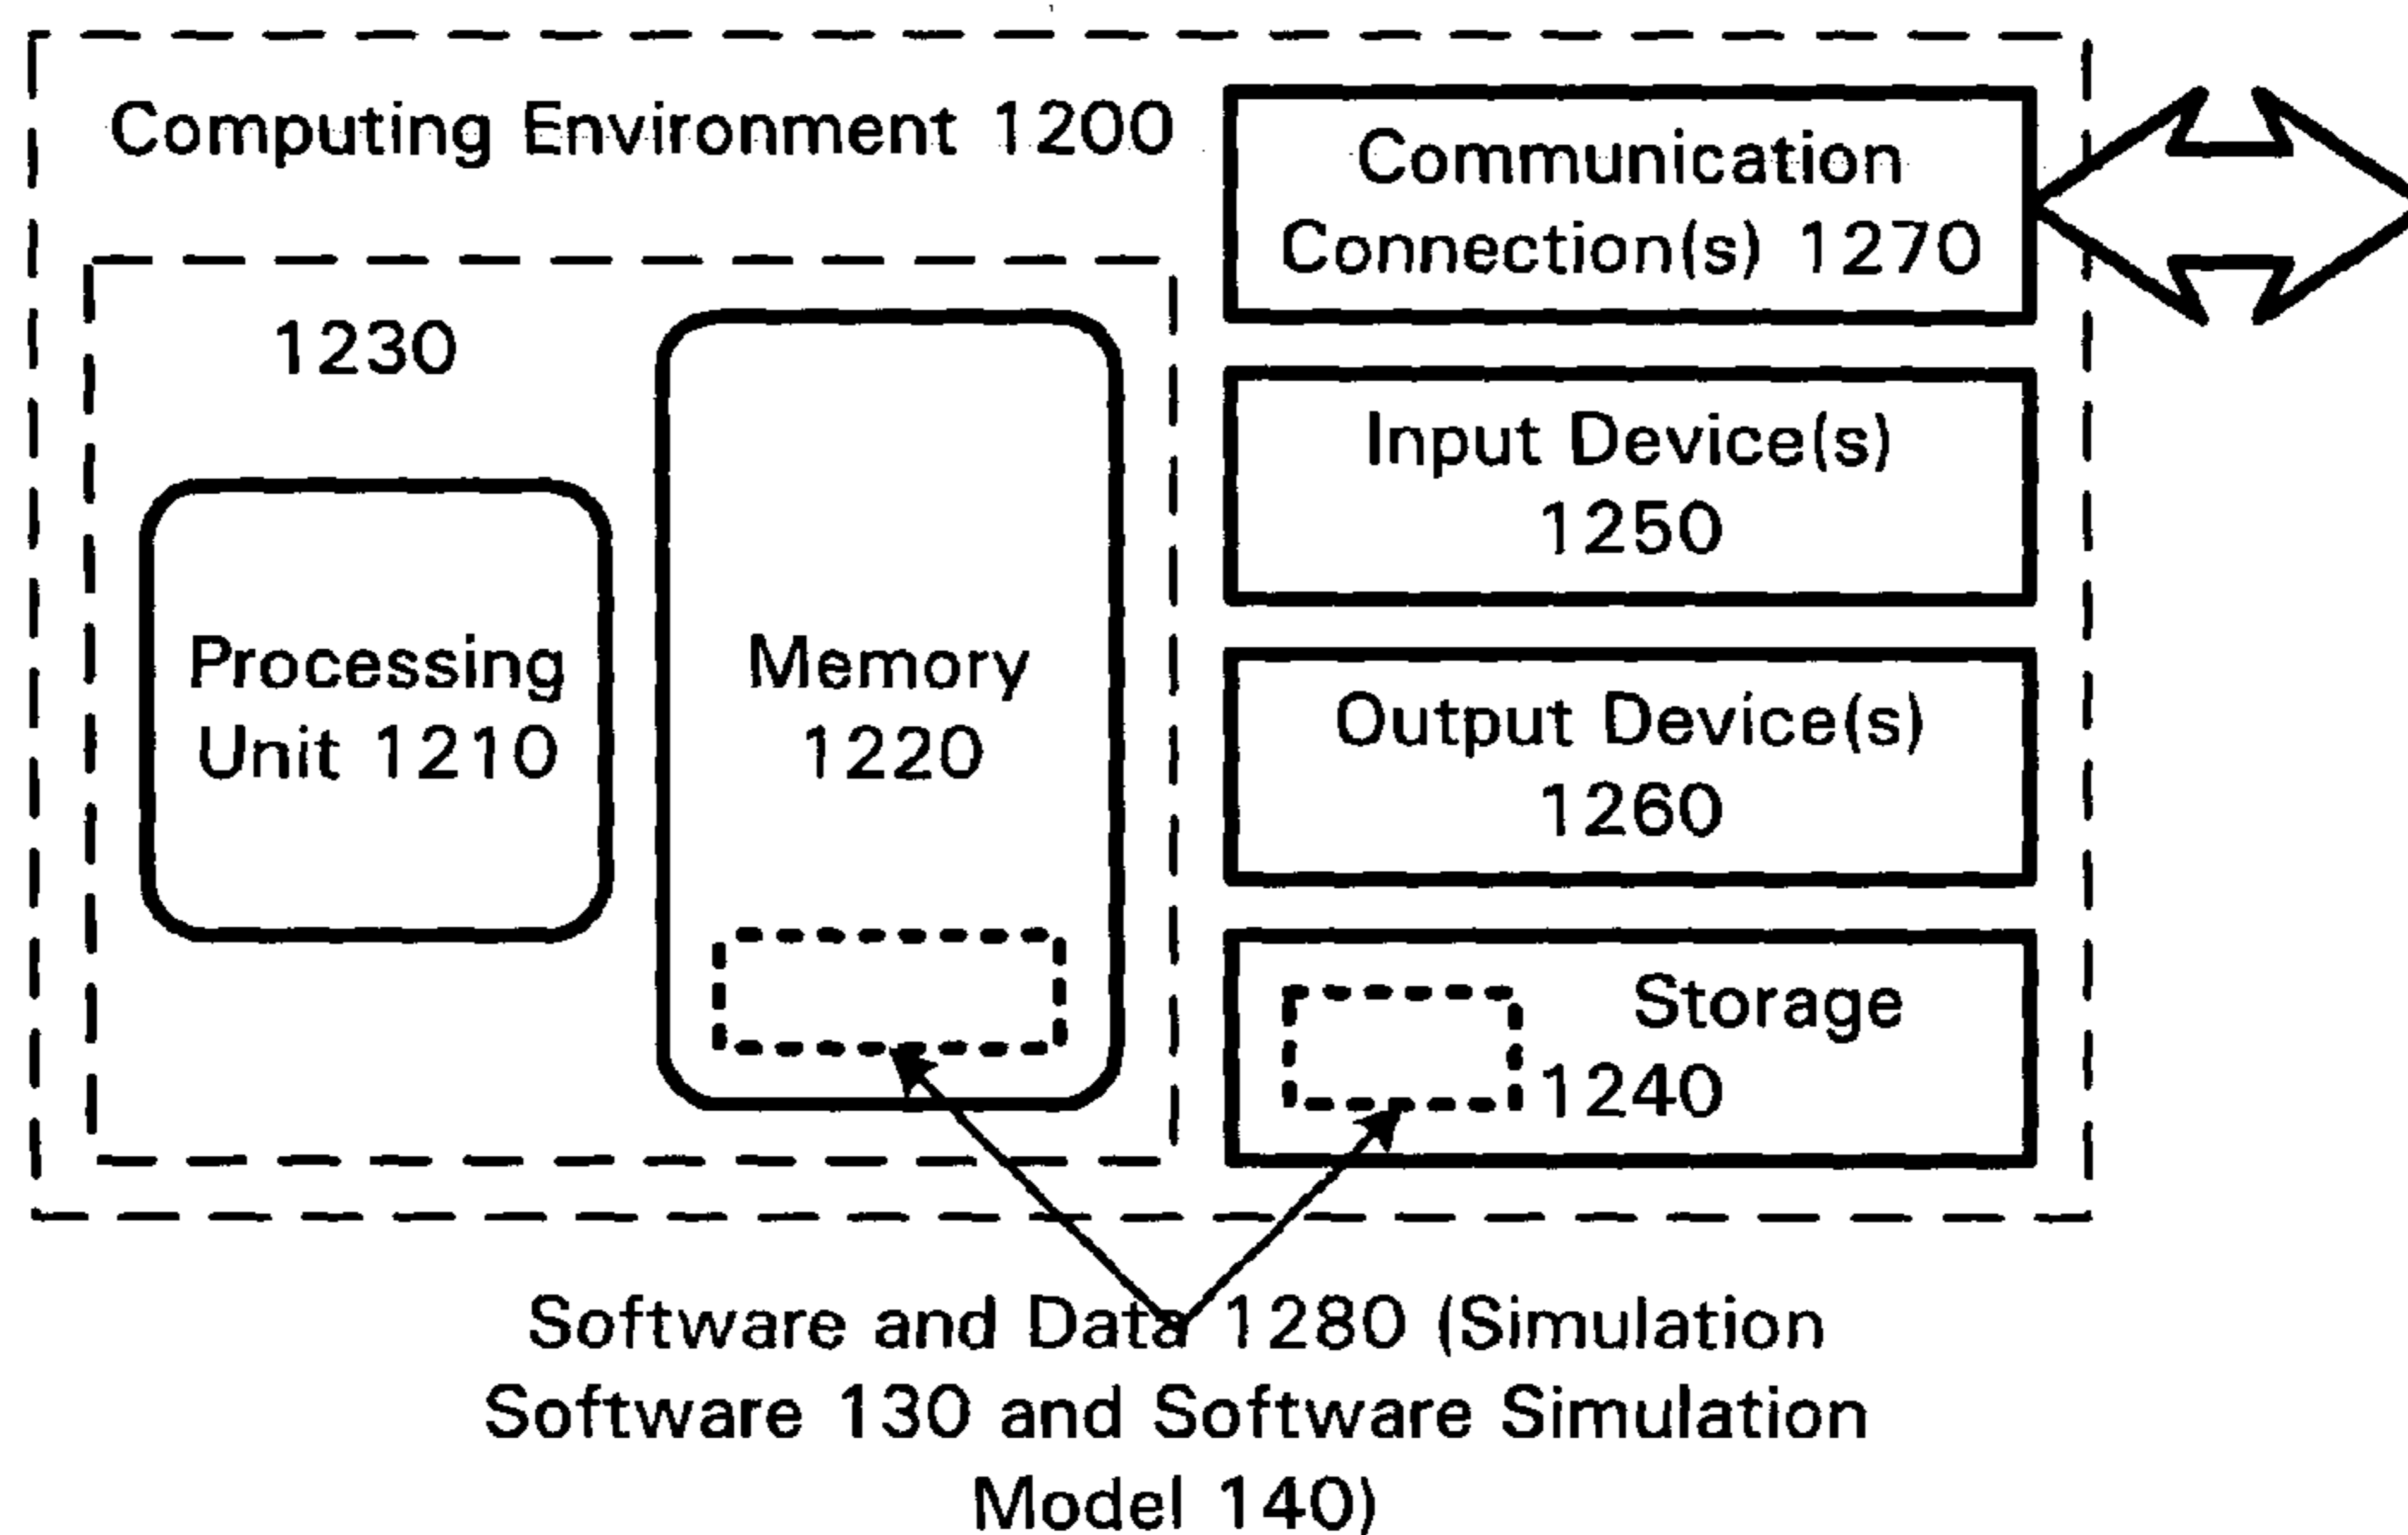 Computing Environment 1200
Communication
Connection(s) 1270
1230
Input Device(s)
1250
Processing
Unit 1210
Memory
1220
Output Device(s)
1260
Storage
1240
Software and Data 1280 (Simulation
Software 130 and Software Simulation
Model 140)